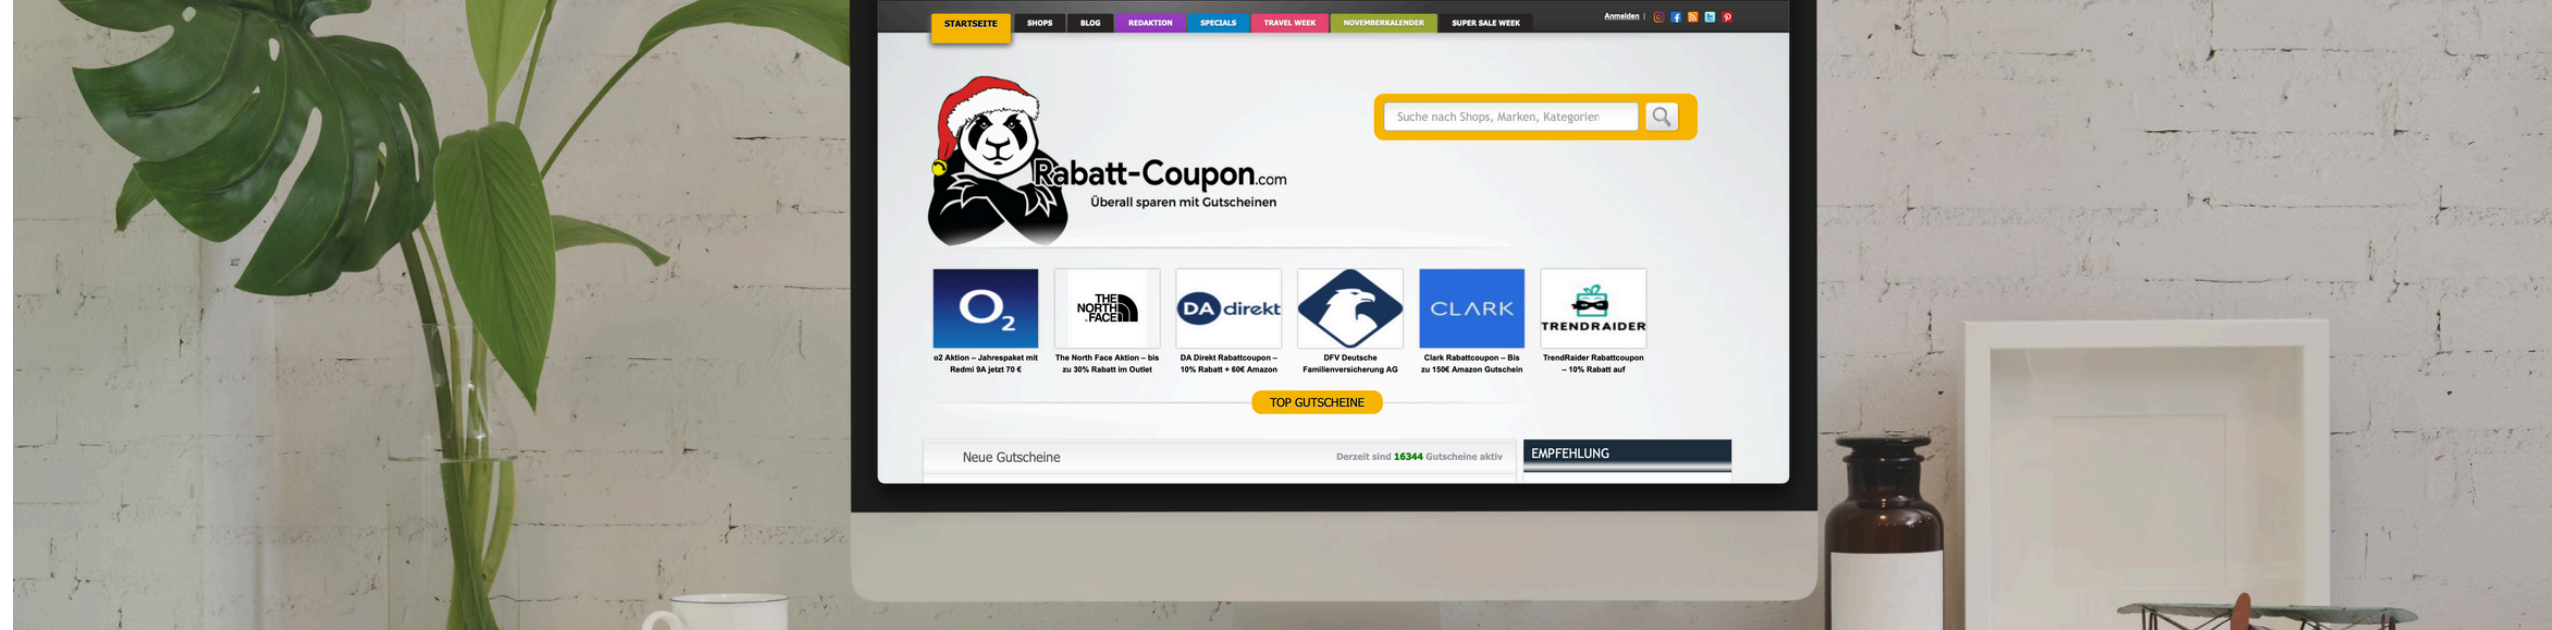 STARTSEITE SHOPS BLOG REDAKTION SPECIALS TRAVEL WEEK NOVEMBERKALENDER SUPER SALE WEEK Anmelden |
Suche nach Shops, Marken, Kategorien
Rabatt-Coupon.com
Überall sparen mit Gutscheinen
O2
THE NORTH FACE
DA direkt
CLARK
TRENDRAIDER
o2 Aktion – Jahrespaket mit
Redmi 9A jetzt 70 €
The North Face Aktion – bis
zu 30% Rabatt im Outlet
DA Direkt Rabattcoupon –
10% Rabatt + 60€ Amazon
DFV Deutsche
Familienversicherung AG
Clark Rabattcoupon – Bis
zu 150€ Amazon Gutschein
TrendRaider Rabattcoupon
– 10% Rabatt auf
TOP GUTSCHEINE
Neue Gutscheine
Derzeit sind 16344 Gutscheine aktiv
EMPFEHLUNG